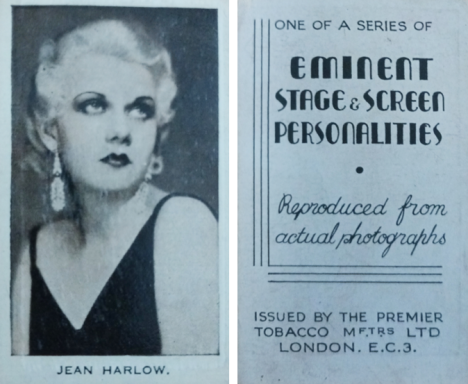 JEAN HARLOW.
ONE OF A SERIES OF
EMINENT
STAGE & SCREEN
PERSONALITIES
•
Reproduced from
actual photographs
ISSUED BY THE PREMIER
TOBACCO MFTRS LTD
LONDON. E.C.3.